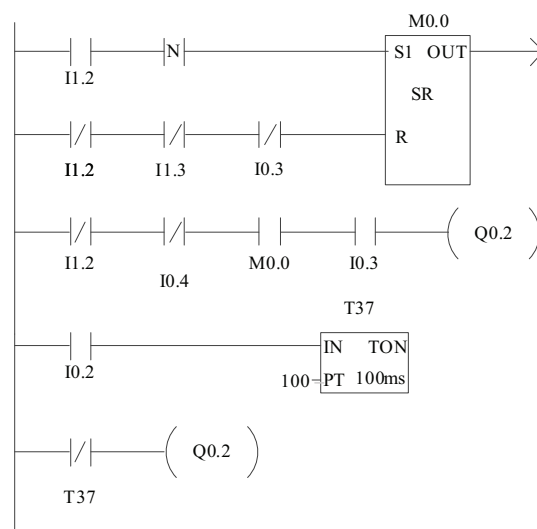 M0.0
N
S1 OUT
I1.2
SR
R
I1.2 I1.3 I0.3
Q0.2
I1.2 I0.4 M0.0 I0.3
T37
IN TON
I0.2
100 PT 100ms
Q0.2
T37